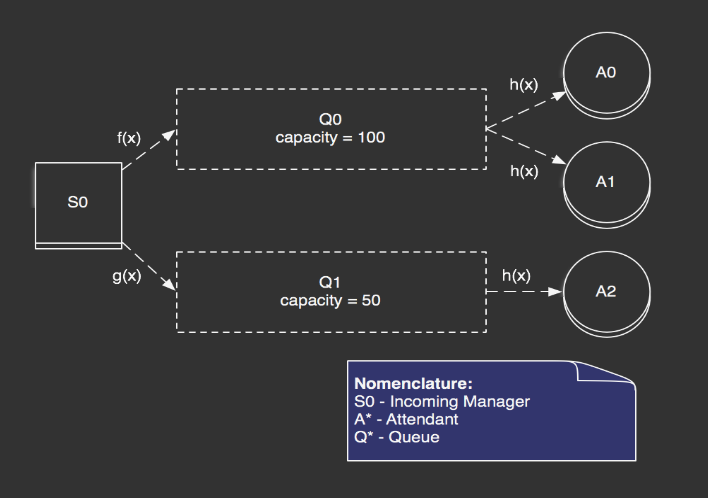 S0
f(x)
g(x)
Q0
capacity = 100
Q1
capacity = 50
h(x)
h(x)
h(x)
A0
A1
A2
Nomenclature:
S0 - Incoming Manager
A* - Attendant
Q* - Queue